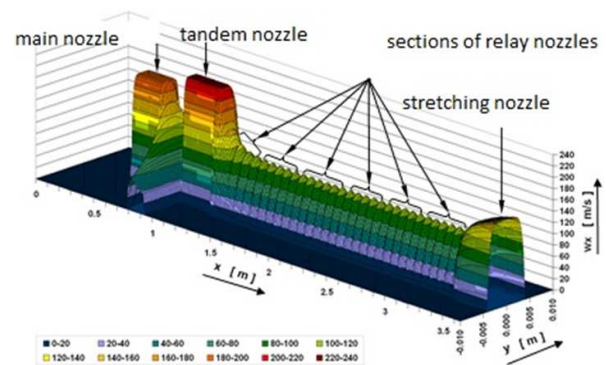 main nozzle
tandem nozzle
sections of relay nozzles
stretching nozzle
240
220
200
180
160
140
120
100
80
60
40
20
0
wx [ m/s ]
0
0.5
1
1.5
2
2.5
3
3.5
x [ m ]
-0.010
-0.005
0.000
0.005
0.010
y [ m ]
0-20 20-40 40-60 60-80 80-100 100-120
120-140 140-160 160-180 180-200 200-220 220-240